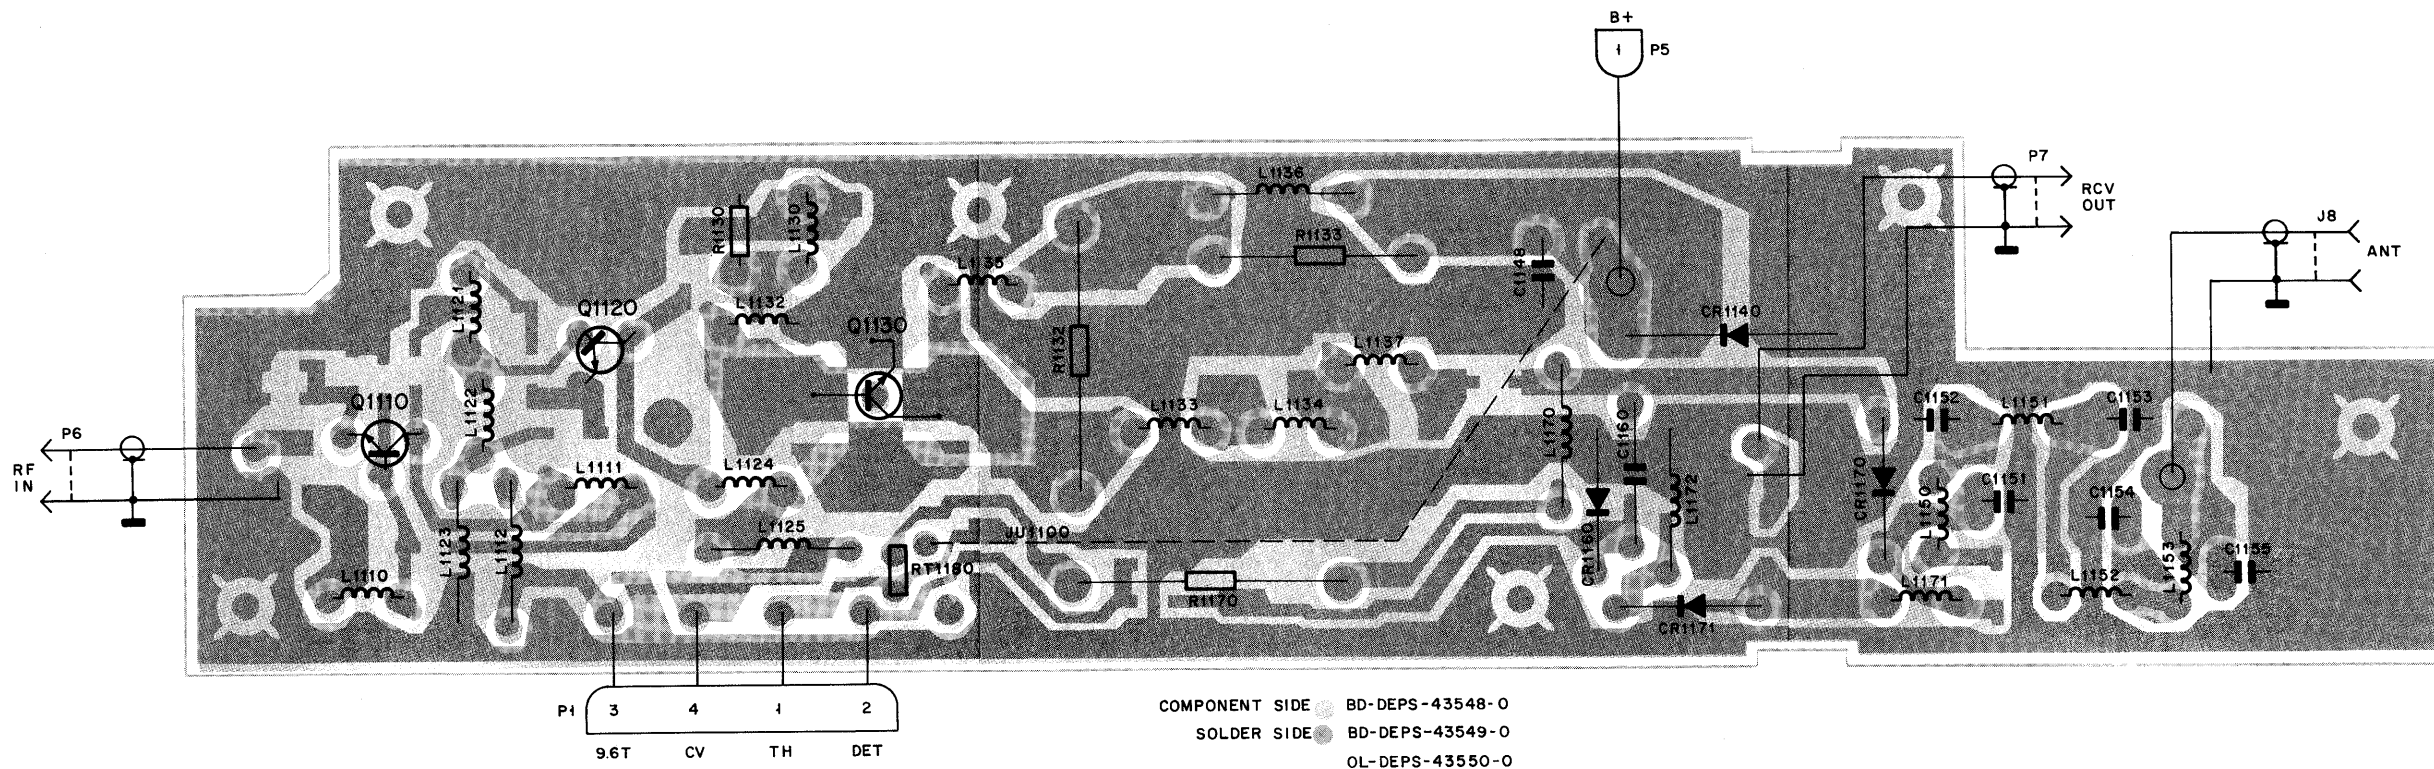 B+
1 P5
P7
RCV
OUT
J8
ANT
L1136
R1130
L1130
R1133
C1148
L1135
L1121
Q1120
L1132
Q1130
CR1140
R1132
L1137
Q1110
L1122
L1133
L1134
L1170
C1160
C1152
L1151
C1153
P6
RF
IN
L1111
L1124
L1172
CR1170
L1150
C1151
C1154
L1123
L1112
L1125
JU1100
CR1160
L1153
C1155
L1110
RT1180
R1170
L1171
L1152
CR1171
P1 3 4 1 2
9.6T CV TH DET
COMPONENT SIDE BD-DEPS-43548-0
SOLDER SIDE BD-DEPS-43549-0
OL-DEPS-43550-0